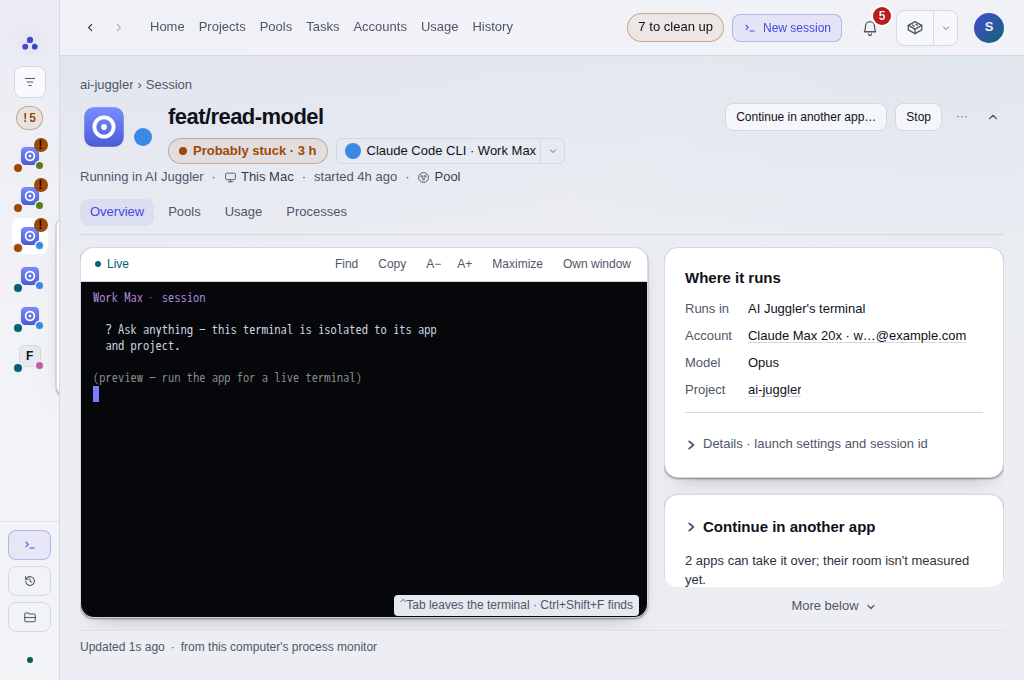 Home Projects Pools Tasks Accounts Usage History
7 to clean up
New session
5
S
! 5
!
!
!
F
ai-juggler › Session
feat/read-model
Continue in another app…
Stop
Probably stuck · 3 h
Claude Code CLI · Work Max
Running in AI Juggler · This Mac · started 4h ago · Pool
Overview Pools Usage Processes
Live
Find Copy A− A+ Maximize Own window
Work Max · session
? Ask anything — this terminal is isolated to its app
and project.
(preview — run the app for a live terminal)
^Tab leaves the terminal · Ctrl+Shift+F finds
Where it runs
Runs in AI Juggler's terminal
Account Claude Max 20x · w…@example.com
Model Opus
Project ai-juggler
Details · launch settings and session id
Continue in another app
2 apps can take it over; their room isn't measured
yet.
More below
Updated 1s ago · from this computer's process monitor